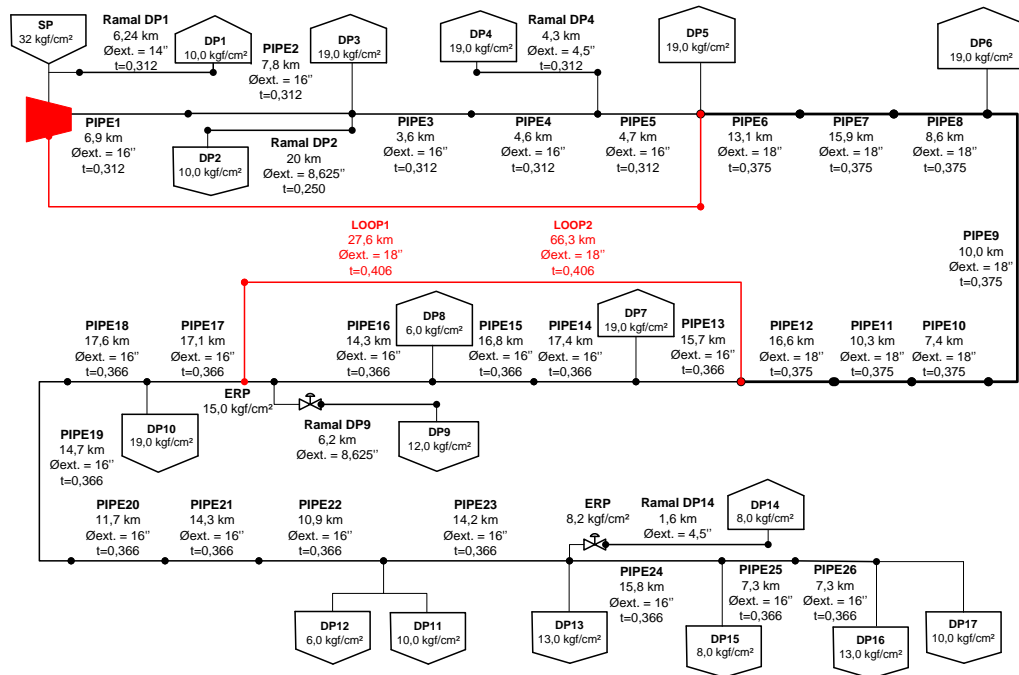 SP
32 kgf/cm²
Ramal DP1
6,24 km
Øext. = 14"
t=0,312
DP1
10,0 kgf/cm²
PIPE2
7,8 km
Øext. = 16"
t=0,312
DP3
19,0 kgf/cm²
DP4
19,0 kgf/cm²
Ramal DP4
4,3 km
Øext. = 4,5"
t=0,312
DP5
19,0 kgf/cm²
DP6
19,0 kgf/cm²
PIPE1
6,9 km
Øext. = 16"
t=0,312
DP2
10,0 kgf/cm²
Ramal DP2
20 km
Øext. = 8,625"
t=0,250
PIPE3
3,6 km
Øext. = 16"
t=0,312
PIPE4
4,6 km
Øext. = 16"
t=0,312
PIPE5
4,7 km
Øext. = 16"
t=0,312
PIPE6
13,1 km
Øext. = 18"
t=0,375
PIPE7
15,9 km
Øext. = 18"
t=0,375
PIPE8
8,6 km
Øext. = 18"
t=0,375
LOOP1
27,6 km
Øext. = 18"
t=0,406
LOOP2
66,3 km
Øext. = 18"
t=0,406
PIPE9
10,0 km
Øext. = 18"
t=0,375
PIPE18
17,6 km
Øext. = 16"
t=0,366
PIPE17
17,1 km
Øext. = 16"
t=0,366
PIPE16
14,3 km
Øext. = 16"
t=0,366
DP8
6,0 kgf/cm²
PIPE15
16,8 km
Øext. = 16"
t=0,366
PIPE14
17,4 km
Øext. = 16"
t=0,366
DP7
19,0 kgf/cm²
PIPE13
15,7 km
Øext. = 16"
t=0,366
PIPE12
16,6 km
Øext. = 18"
t=0,375
PIPE11
10,3 km
Øext. = 18"
t=0,375
PIPE10
7,4 km
Øext. = 18"
t=0,375
ERP
15,0 kgf/cm²
DP10
19,0 kgf/cm²
Ramal DP9
6,2 km
Øext. = 8,625"
DP9
12,0 kgf/cm²
PIPE19
14,7 km
Øext. = 16"
t=0,366
PIPE20
11,7 km
Øext. = 16"
t=0,366
PIPE21
14,3 km
Øext. = 16"
t=0,366
PIPE22
10,9 km
Øext. = 16"
t=0,366
PIPE23
14,2 km
Øext. = 16"
t=0,366
ERP
8,2 kgf/cm²
Ramal DP14
1,6 km
Øext. = 4,5"
DP14
8,0 kgf/cm²
PIPE24
15,8 km
Øext. = 16"
t=0,366
PIPE25
7,3 km
Øext. = 16"
t=0,366
PIPE26
7,3 km
Øext. = 16"
t=0,366
DP12
6,0 kgf/cm²
DP11
10,0 kgf/cm²
DP13
13,0 kgf/cm²
DP15
8,0 kgf/cm²
DP16
13,0 kgf/cm²
DP17
10,0 kgf/cm²